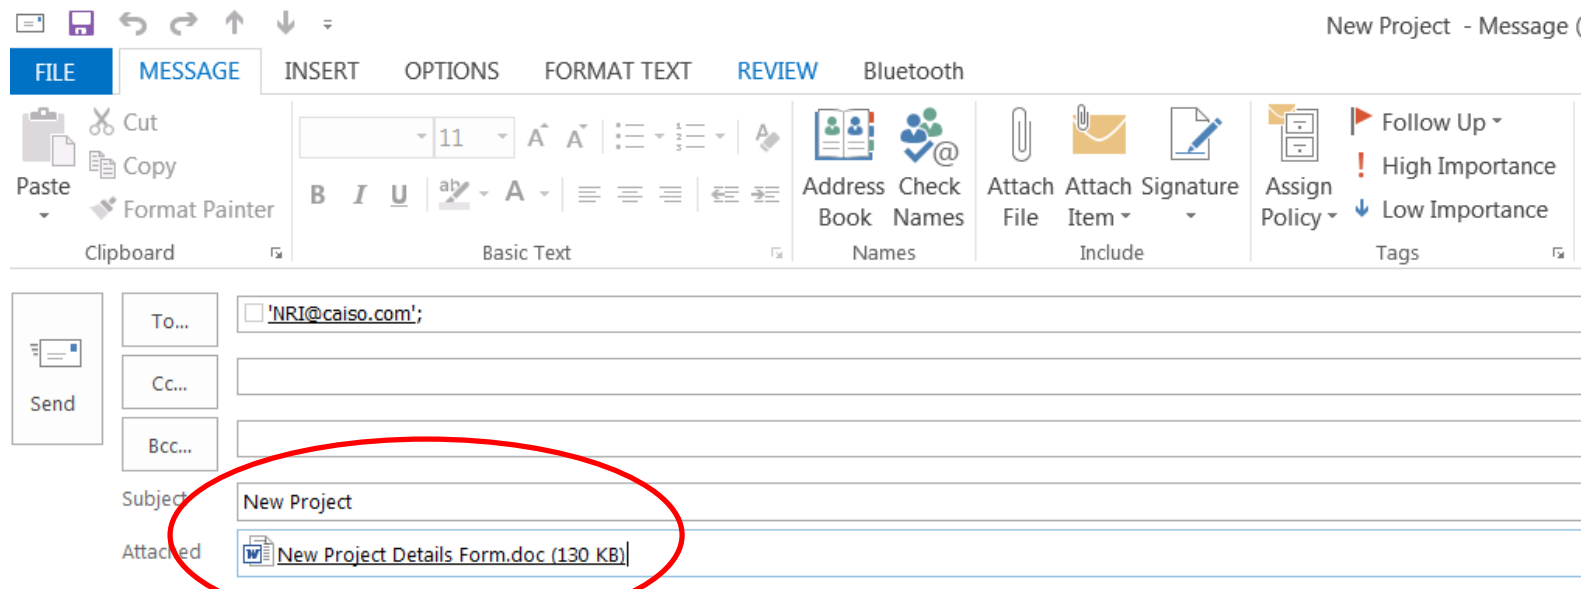 New Project - Message (
FILE MESSAGE INSERT OPTIONS FORMAT TEXT REVIEW Bluetooth
Paste
Cut
Copy
Format Painter
Clipboard
11 A A
B I U ab A
Basic Text
Address Book
Check Names
Names
Attach File
Attach Item
Signature
Include
Assign Policy
Follow Up
! High Importance
Low Importance
Tags
Send
To... 'NRI@caiso.com';
Cc...
Bcc...
Subject New Project
Attached New Project Details Form.doc (130 KB)